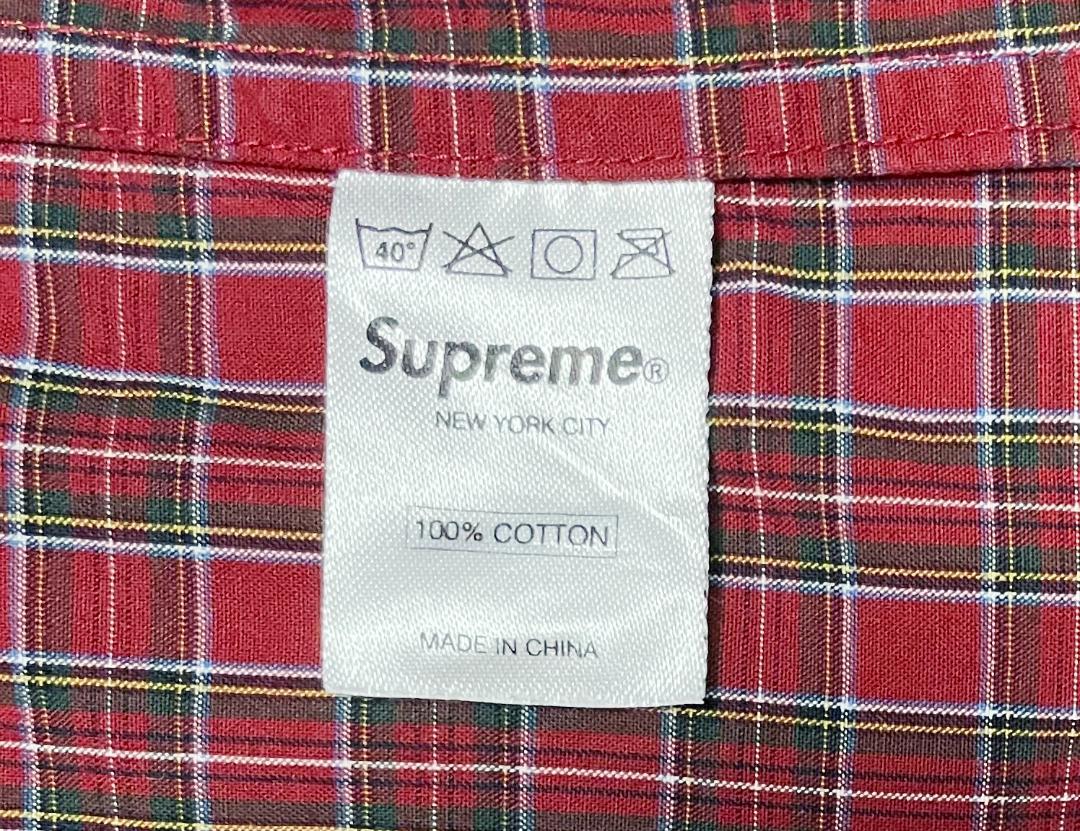 40°
Supreme®
NEW YORK CITY
100% COTTON
MADE IN CHINA